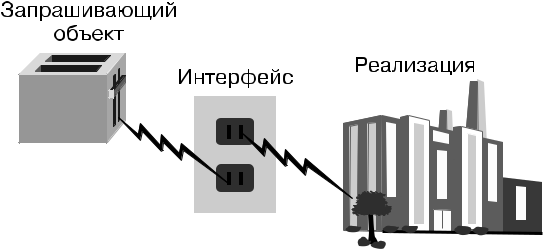 Запрашивающий
объект
Интерфейс
Реализация